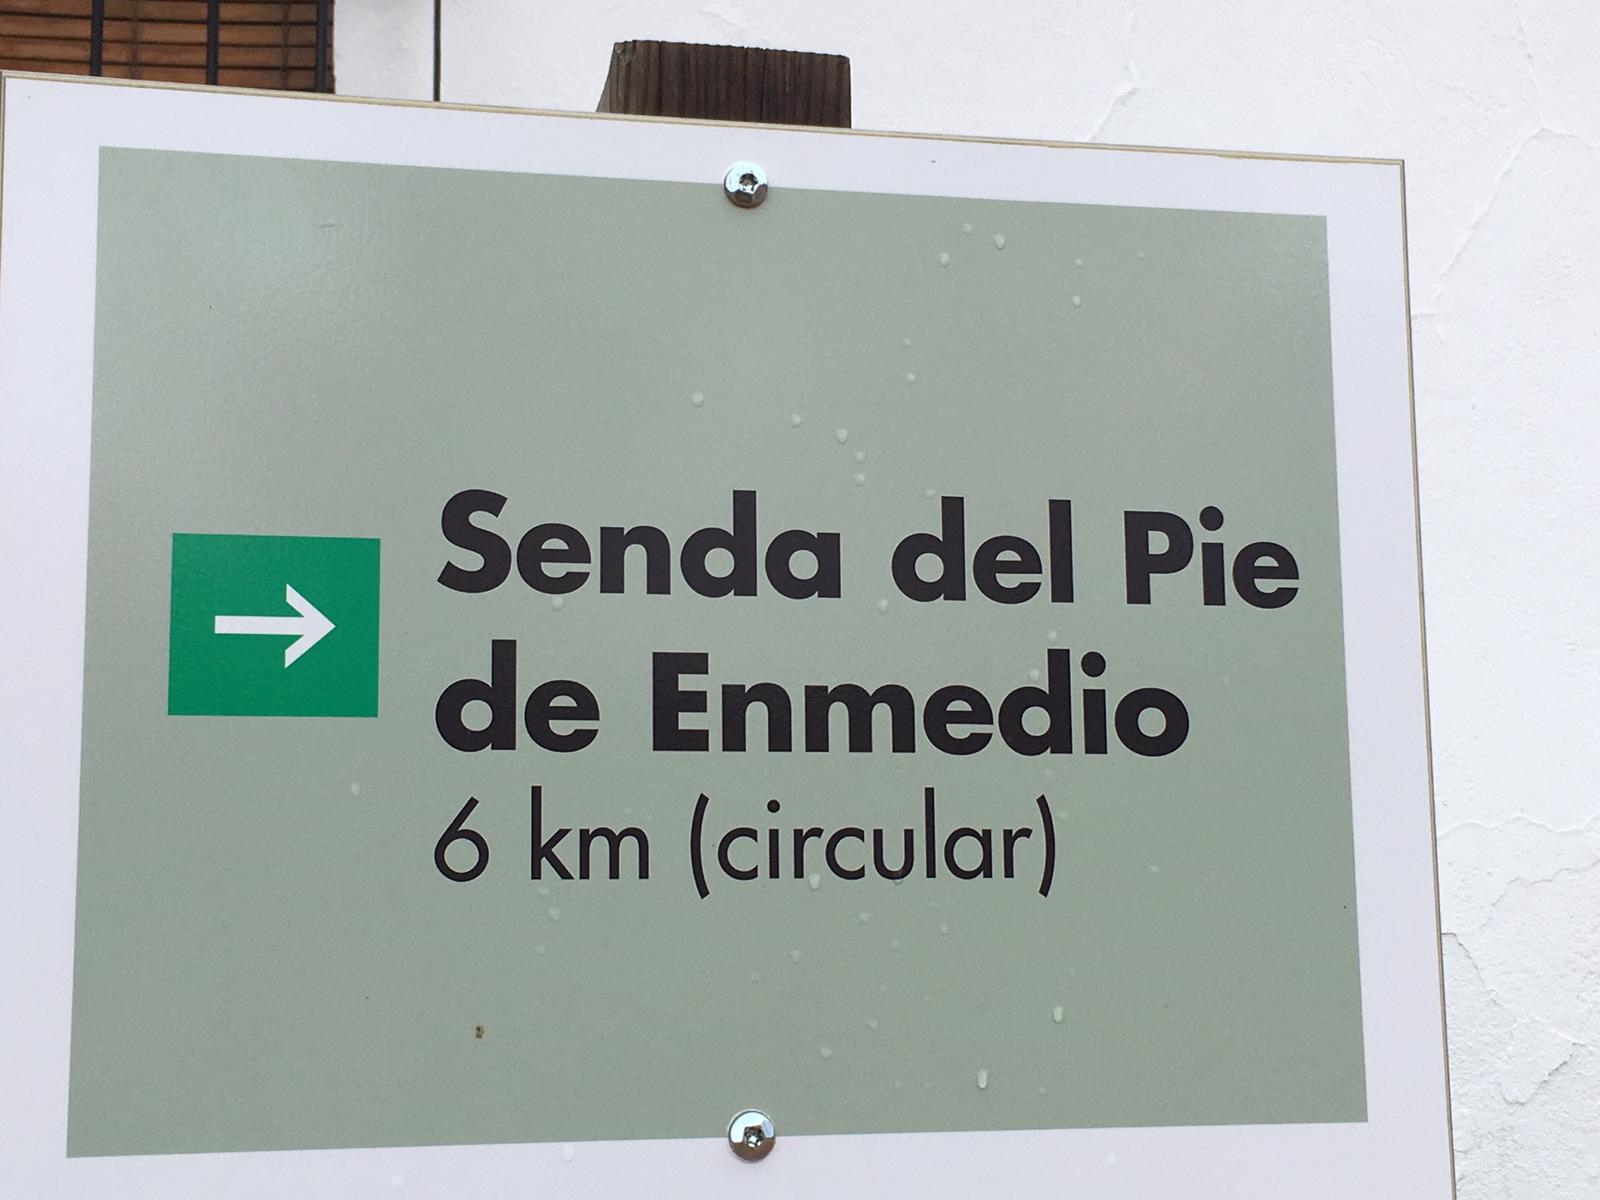 Senda del Pie
de Enmedio
6 km (circular)